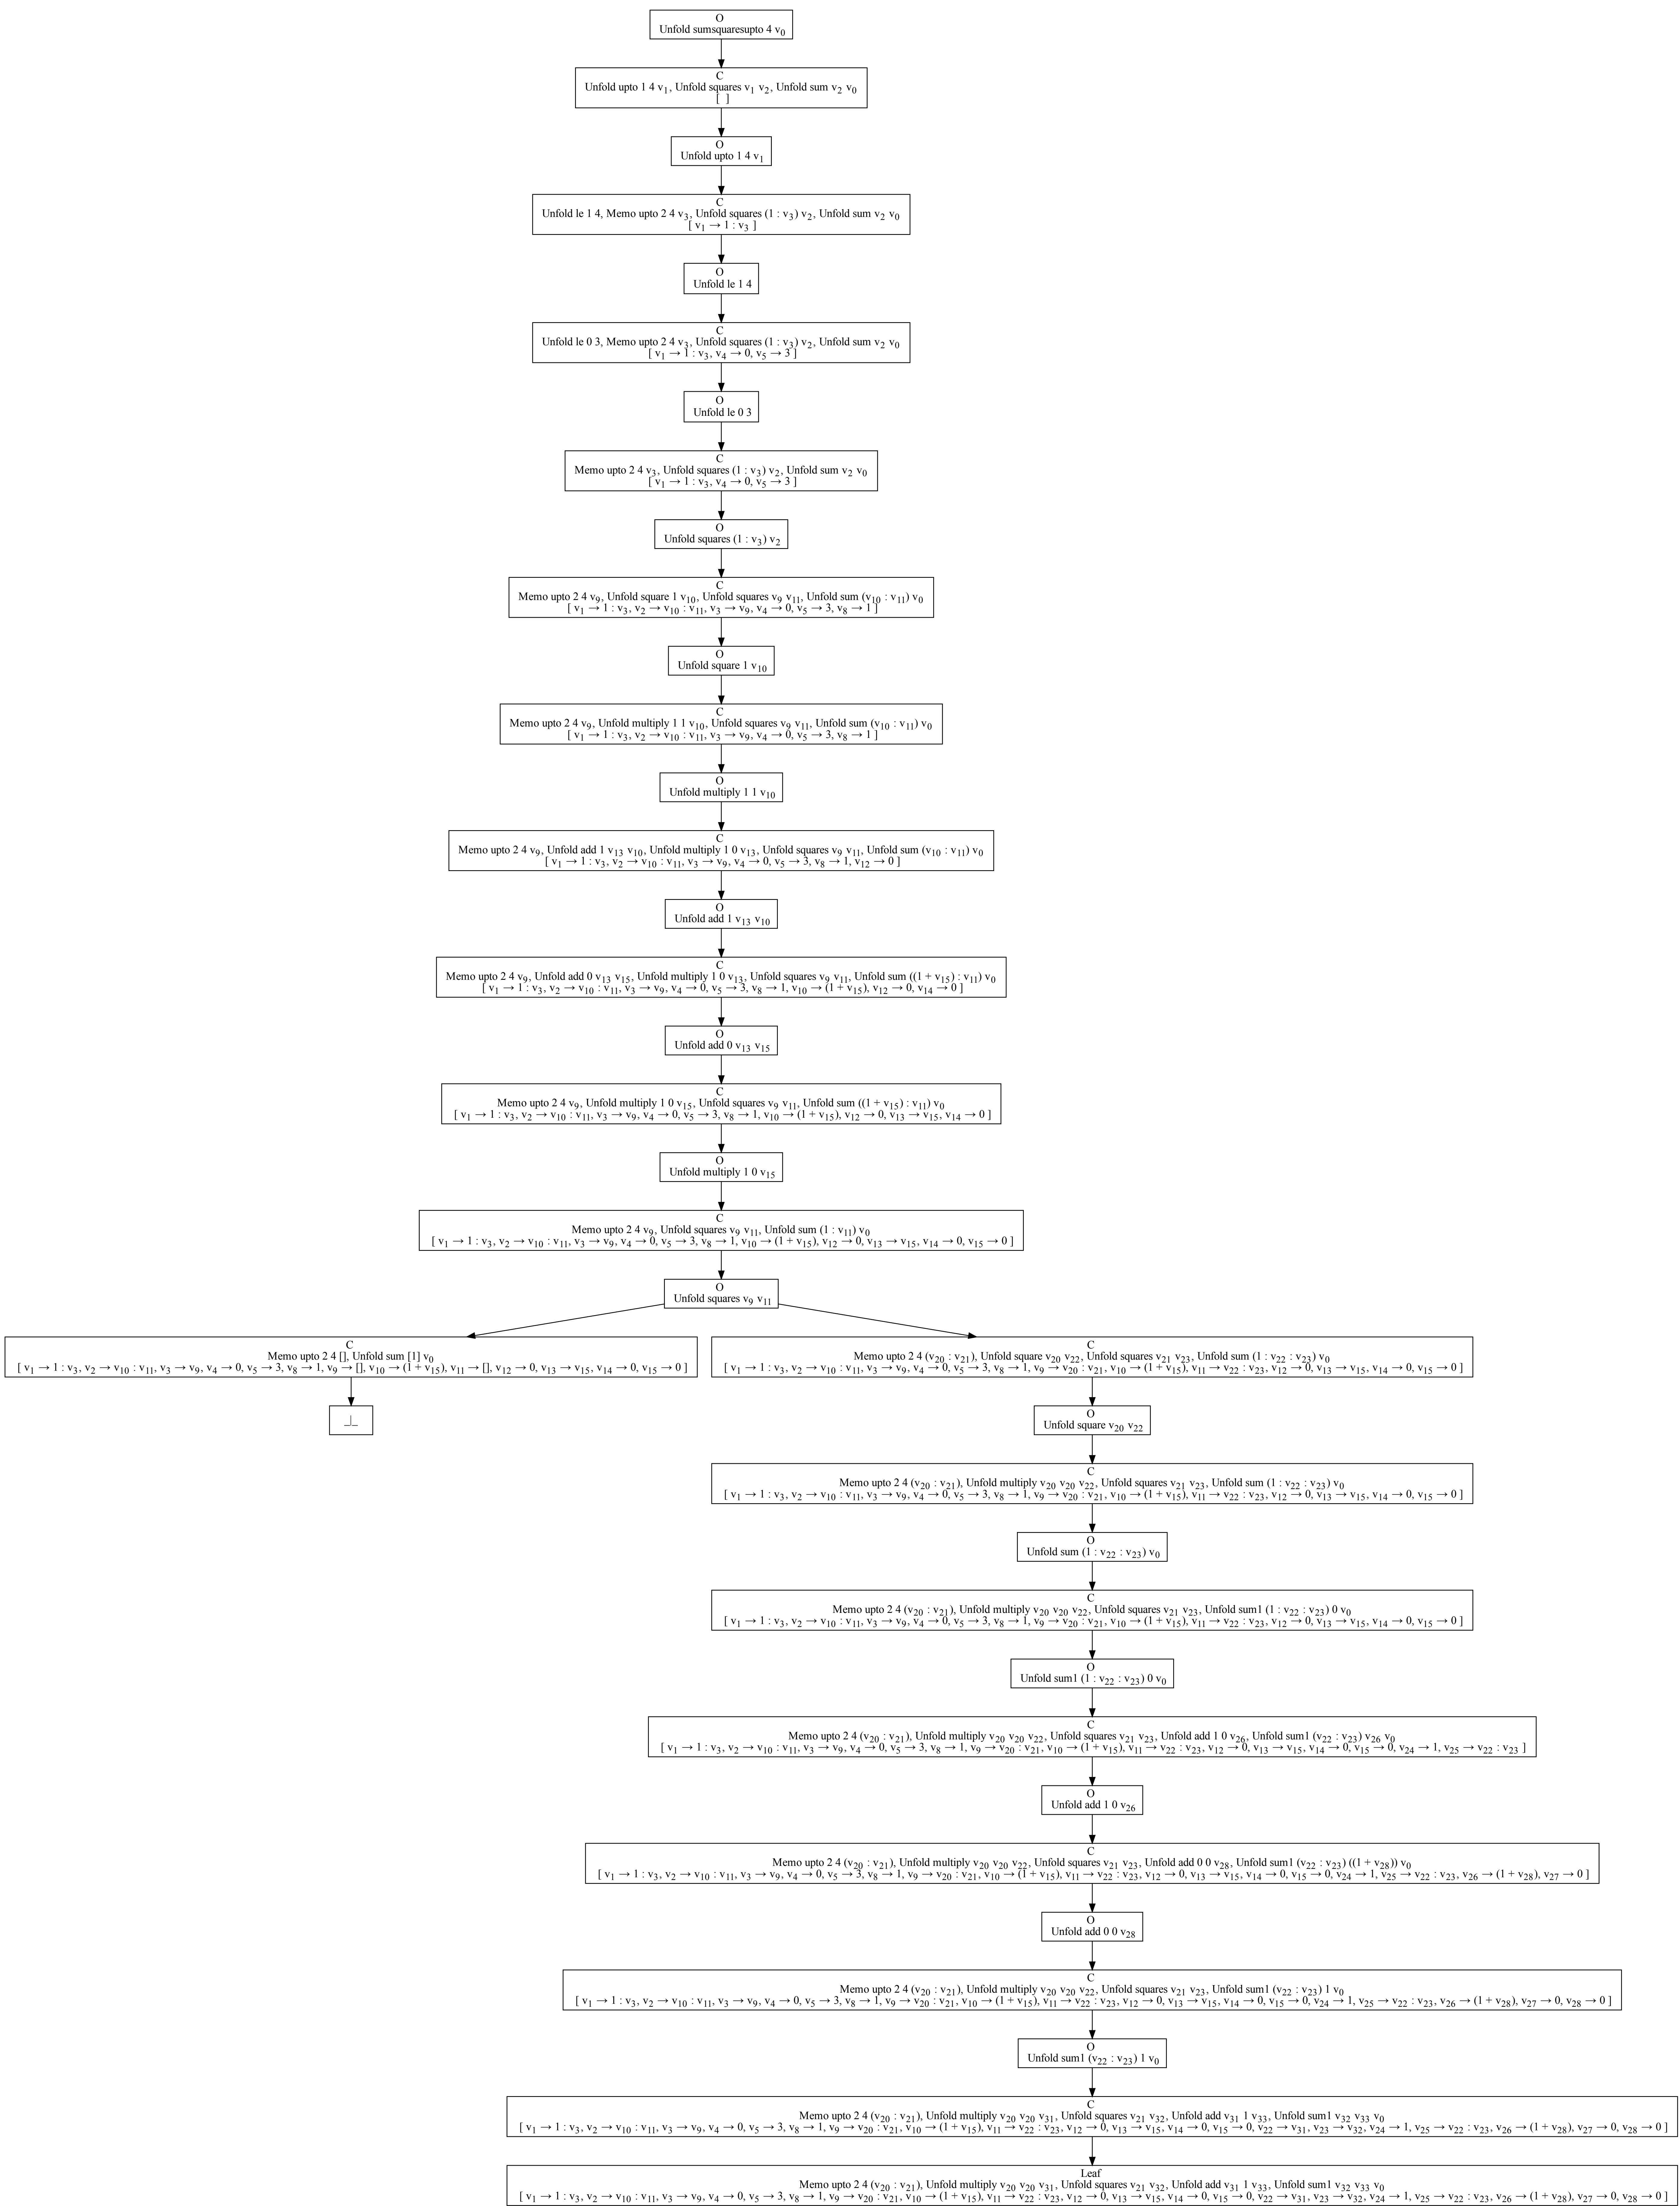 O
Unfold sumsquaresupto 4 v₀
C
Unfold upto 1 4 v₁, Unfold squares v₁ v₂, Unfold sum v₂ v₀
[ ]
O
Unfold upto 1 4 v₁
C
Unfold le 1 4, Memo upto 2 4 v₃, Unfold squares (1 : v₃) v₂, Unfold sum v₂ v₀
[ v₁ → 1 : v₃ ]
O
Unfold le 1 4
C
Unfold le 0 3, Memo upto 2 4 v₃, Unfold squares (1 : v₃) v₂, Unfold sum v₂ v₀
[ v₁ → 1 : v₃, v₄ → 0, v₅ → 3 ]
O
Unfold le 0 3
C
Memo upto 2 4 v₃, Unfold squares (1 : v₃) v₂, Unfold sum v₂ v₀
[ v₁ → 1 : v₃, v₄ → 0, v₅ → 3 ]
O
Unfold squares (1 : v₃) v₂
C
Memo upto 2 4 v₉, Unfold square 1 v₁₀, Unfold squares v₉ v₁₁, Unfold sum (v₁₀ : v₁₁) v₀
[ v₁ → 1 : v₃, v₂ → v₁₀ : v₁₁, v₃ → v₉, v₄ → 0, v₅ → 3, v₈ → 1 ]
O
Unfold square 1 v₁₀
C
Memo upto 2 4 v₉, Unfold multiply 1 1 v₁₀, Unfold squares v₉ v₁₁, Unfold sum (v₁₀ : v₁₁) v₀
[ v₁ → 1 : v₃, v₂ → v₁₀ : v₁₁, v₃ → v₉, v₄ → 0, v₅ → 3, v₈ → 1 ]
O
Unfold multiply 1 1 v₁₀
C
Memo upto 2 4 v₉, Unfold add 1 v₁₃ v₁₀, Unfold multiply 1 0 v₁₃, Unfold squares v₉ v₁₁, Unfold sum (v₁₀ : v₁₁) v₀
[ v₁ → 1 : v₃, v₂ → v₁₀ : v₁₁, v₃ → v₉, v₄ → 0, v₅ → 3, v₈ → 1, v₁₂ → 0 ]
O
Unfold add 1 v₁₃ v₁₀
C
Memo upto 2 4 v₉, Unfold add 0 v₁₃ v₁₅, Unfold multiply 1 0 v₁₃, Unfold squares v₉ v₁₁, Unfold sum ((1 + v₁₅) : v₁₁) v₀
[ v₁ → 1 : v₃, v₂ → v₁₀ : v₁₁, v₃ → v₉, v₄ → 0, v₅ → 3, v₈ → 1, v₁₀ → (1 + v₁₅), v₁₂ → 0, v₁₄ → 0 ]
O
Unfold add 0 v₁₃ v₁₅
C
Memo upto 2 4 v₉, Unfold multiply 1 0 v₁₅, Unfold squares v₉ v₁₁, Unfold sum ((1 + v₁₅) : v₁₁) v₀
[ v₁ → 1 : v₃, v₂ → v₁₀ : v₁₁, v₃ → v₉, v₄ → 0, v₅ → 3, v₈ → 1, v₁₀ → (1 + v₁₅), v₁₂ → 0, v₁₃ → v₁₅, v₁₄ → 0 ]
O
Unfold multiply 1 0 v₁₅
C
Memo upto 2 4 v₉, Unfold squares v₉ v₁₁, Unfold sum (1 : v₁₁) v₀
[ v₁ → 1 : v₃, v₂ → v₁₀ : v₁₁, v₃ → v₉, v₄ → 0, v₅ → 3, v₈ → 1, v₁₀ → (1 + v₁₅), v₁₂ → 0, v₁₃ → v₁₅, v₁₄ → 0, v₁₅ → 0 ]
O
Unfold squares v₉ v₁₁
C
Memo upto 2 4 [], Unfold sum [1] v₀
[ v₁ → 1 : v₃, v₂ → v₁₀ : v₁₁, v₃ → v₉, v₄ → 0, v₅ → 3, v₈ → 1, v₉ → [], v₁₀ → (1 + v₁₅), v₁₁ → [], v₁₂ → 0, v₁₃ → v₁₅, v₁₄ → 0, v₁₅ → 0 ]
_|_
C
Memo upto 2 4 (v₂₀ : v₂₁), Unfold square v₂₀ v₂₂, Unfold squares v₂₁ v₂₃, Unfold sum (1 : v₂₂ : v₂₃) v₀
[ v₁ → 1 : v₃, v₂ → v₁₀ : v₁₁, v₃ → v₉, v₄ → 0, v₅ → 3, v₈ → 1, v₉ → v₂₀ : v₂₁, v₁₀ → (1 + v₁₅), v₁₁ → v₂₂ : v₂₃, v₁₂ → 0, v₁₃ → v₁₅, v₁₄ → 0, v₁₅ → 0 ]
O
Unfold square v₂₀ v₂₂
C
Memo upto 2 4 (v₂₀ : v₂₁), Unfold multiply v₂₀ v₂₀ v₂₂, Unfold squares v₂₁ v₂₃, Unfold sum (1 : v₂₂ : v₂₃) v₀
[ v₁ → 1 : v₃, v₂ → v₁₀ : v₁₁, v₃ → v₉, v₄ → 0, v₅ → 3, v₈ → 1, v₉ → v₂₀ : v₂₁, v₁₀ → (1 + v₁₅), v₁₁ → v₂₂ : v₂₃, v₁₂ → 0, v₁₃ → v₁₅, v₁₄ → 0, v₁₅ → 0 ]
O
Unfold sum (1 : v₂₂ : v₂₃) v₀
C
Memo upto 2 4 (v₂₀ : v₂₁), Unfold multiply v₂₀ v₂₀ v₂₂, Unfold squares v₂₁ v₂₃, Unfold sum1 (1 : v₂₂ : v₂₃) 0 v₀
[ v₁ → 1 : v₃, v₂ → v₁₀ : v₁₁, v₃ → v₉, v₄ → 0, v₅ → 3, v₈ → 1, v₉ → v₂₀ : v₂₁, v₁₀ → (1 + v₁₅), v₁₁ → v₂₂ : v₂₃, v₁₂ → 0, v₁₃ → v₁₅, v₁₄ → 0, v₁₅ → 0 ]
O
Unfold sum1 (1 : v₂₂ : v₂₃) 0 v₀
C
Memo upto 2 4 (v₂₀ : v₂₁), Unfold multiply v₂₀ v₂₀ v₂₂, Unfold squares v₂₁ v₂₃, Unfold add 1 0 v₂₆, Unfold sum1 (v₂₂ : v₂₃) v₂₆ v₀
[ v₁ → 1 : v₃, v₂ → v₁₀ : v₁₁, v₃ → v₉, v₄ → 0, v₅ → 3, v₈ → 1, v₉ → v₂₀ : v₂₁, v₁₀ → (1 + v₁₅), v₁₁ → v₂₂ : v₂₃, v₁₂ → 0, v₁₃ → v₁₅, v₁₄ → 0, v₁₅ → 0, v₂₄ → 1, v₂₅ → v₂₂ : v₂₃ ]
O
Unfold add 1 0 v₂₆
C
Memo upto 2 4 (v₂₀ : v₂₁), Unfold multiply v₂₀ v₂₀ v₂₂, Unfold squares v₂₁ v₂₃, Unfold add 0 0 v₂₈, Unfold sum1 (v₂₂ : v₂₃) ((1 + v₂₈)) v₀
[ v₁ → 1 : v₃, v₂ → v₁₀ : v₁₁, v₃ → v₉, v₄ → 0, v₅ → 3, v₈ → 1, v₉ → v₂₀ : v₂₁, v₁₀ → (1 + v₁₅), v₁₁ → v₂₂ : v₂₃, v₁₂ → 0, v₁₃ → v₁₅, v₁₄ → 0, v₁₅ → 0, v₂₄ → 1, v₂₅ → v₂₂ : v₂₃, v₂₆ → (1 + v₂₈), v₂₇ → 0 ]
O
Unfold add 0 0 v₂₈
C
Memo upto 2 4 (v₂₀ : v₂₁), Unfold multiply v₂₀ v₂₀ v₂₂, Unfold squares v₂₁ v₂₃, Unfold sum1 (v₂₂ : v₂₃) 1 v₀
[ v₁ → 1 : v₃, v₂ → v₁₀ : v₁₁, v₃ → v₉, v₄ → 0, v₅ → 3, v₈ → 1, v₉ → v₂₀ : v₂₁, v₁₀ → (1 + v₁₅), v₁₁ → v₂₂ : v₂₃, v₁₂ → 0, v₁₃ → v₁₅, v₁₄ → 0, v₁₅ → 0, v₂₄ → 1, v₂₅ → v₂₂ : v₂₃, v₂₆ → (1 + v₂₈), v₂₇ → 0, v₂₈ → 0 ]
O
Unfold sum1 (v₂₂ : v₂₃) 1 v₀
C
Memo upto 2 4 (v₂₀ : v₂₁), Unfold multiply v₂₀ v₂₀ v₃₁, Unfold squares v₂₁ v₃₂, Unfold add v₃₁ 1 v₃₃, Unfold sum1 v₃₂ v₃₃ v₀
[ v₁ → 1 : v₃, v₂ → v₁₀ : v₁₁, v₃ → v₉, v₄ → 0, v₅ → 3, v₈ → 1, v₉ → v₂₀ : v₂₁, v₁₀ → (1 + v₁₅), v₁₁ → v₂₂ : v₂₃, v₁₂ → 0, v₁₃ → v₁₅, v₁₄ → 0, v₁₅ → 0, v₂₂ → v₃₁, v₂₃ → v₃₂, v₂₄ → 1, v₂₅ → v₂₂ : v₂₃, v₂₆ → (1 + v₂₈), v₂₇ → 0, v₂₈ → 0 ]
Leaf
Memo upto 2 4 (v₂₀ : v₂₁), Unfold multiply v₂₀ v₂₀ v₃₁, Unfold squares v₂₁ v₃₂, Unfold add v₃₁ 1 v₃₃, Unfold sum1 v₃₂ v₃₃ v₀
[ v₁ → 1 : v₃, v₂ → v₁₀ : v₁₁, v₃ → v₉, v₄ → 0, v₅ → 3, v₈ → 1, v₉ → v₂₀ : v₂₁, v₁₀ → (1 + v₁₅), v₁₁ → v₂₂ : v₂₃, v₁₂ → 0, v₁₃ → v₁₅, v₁₄ → 0, v₁₅ → 0, v₂₂ → v₃₁, v₂₃ → v₃₂, v₂₄ → 1, v₂₅ → v₂₂ : v₂₃, v₂₆ → (1 + v₂₈), v₂₇ → 0, v₂₈ → 0 ]